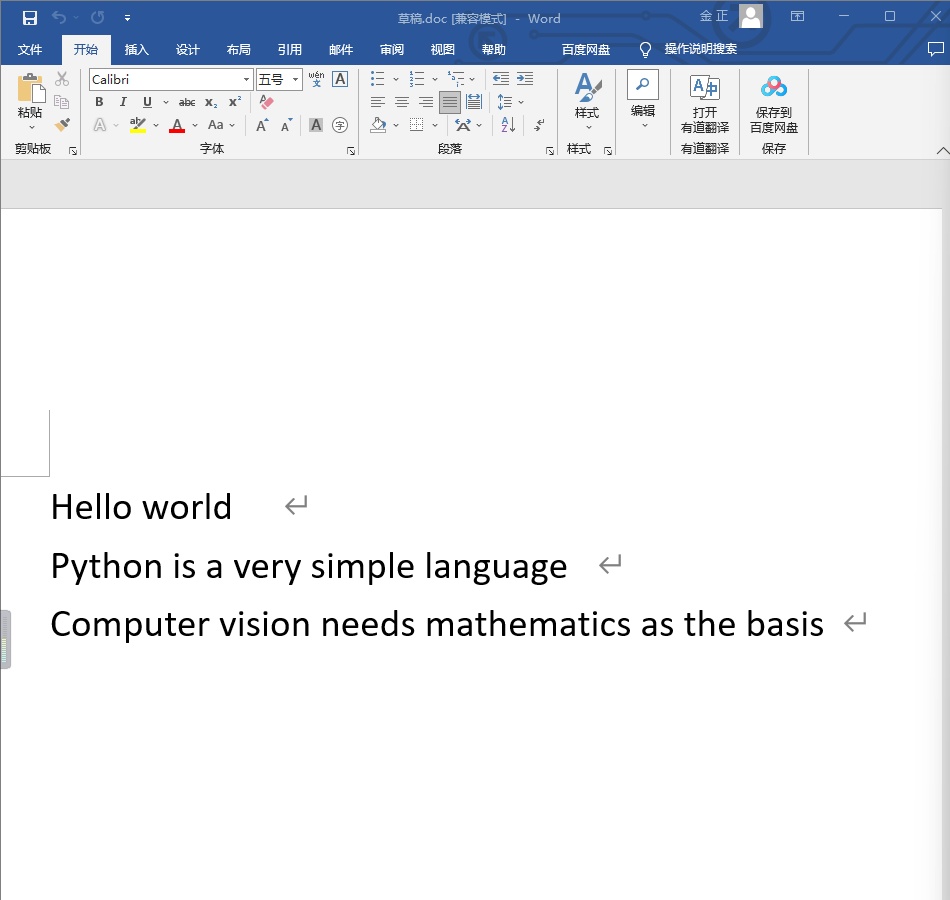 草稿.doc [兼容模式] - Word 金 正
文件 开始 插入 设计 布局 引用 邮件 审阅 视图 帮助 百度网盘 操作说明搜索
Calibri 五号 wén 文 A
粘贴 B I U abc x₂ x² 样式 编辑 打开 有道翻译 保存到 百度网盘
A aby A Aa A A A 字 A Z
剪贴板 字体 段落 样式 有道翻译 保存
Hello world
Python is a very simple language
Computer vision needs mathematics as the basis